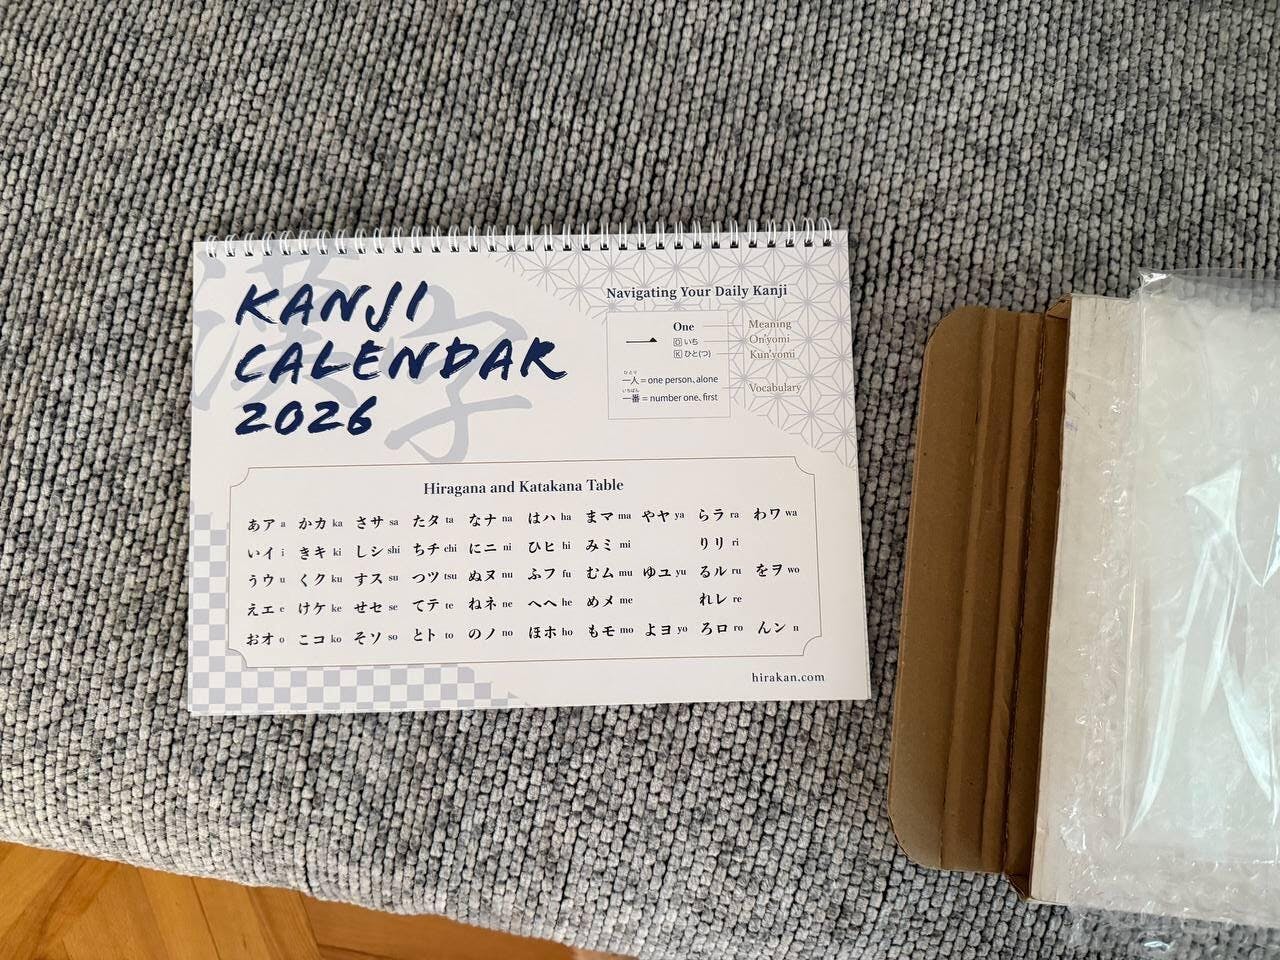 漢字
KANJI
CALENDAR
2026
Navigating Your Daily Kanji
一
One
O いち
K ひと(つ)
ひとり
一人 = one person, alone
いちばん
一番 = number one, first
Meaning
On'yomi
Kun'yomi
Vocabulary
Hiragana and Katakana Table
あア a かカ ka さサ sa たタ ta なナ na はハ ha まマ ma やヤ ya らラ ra わワ wa
いイ i きキ ki しシ shi ちチ chi にニ ni ひヒ hi みミ mi りリ ri
うウ u くク ku すス su つツ tsu ぬヌ nu ふフ fu むム mu ゆユ yu るル ru をヲ wo
えエ e けケ ke せセ se てテ te ねネ ne へヘ he めメ me れレ re
おオ o こコ ko そソ so とト to のノ no ほホ ho もモ mo よヨ yo ろロ ro んン n
hirakan.com